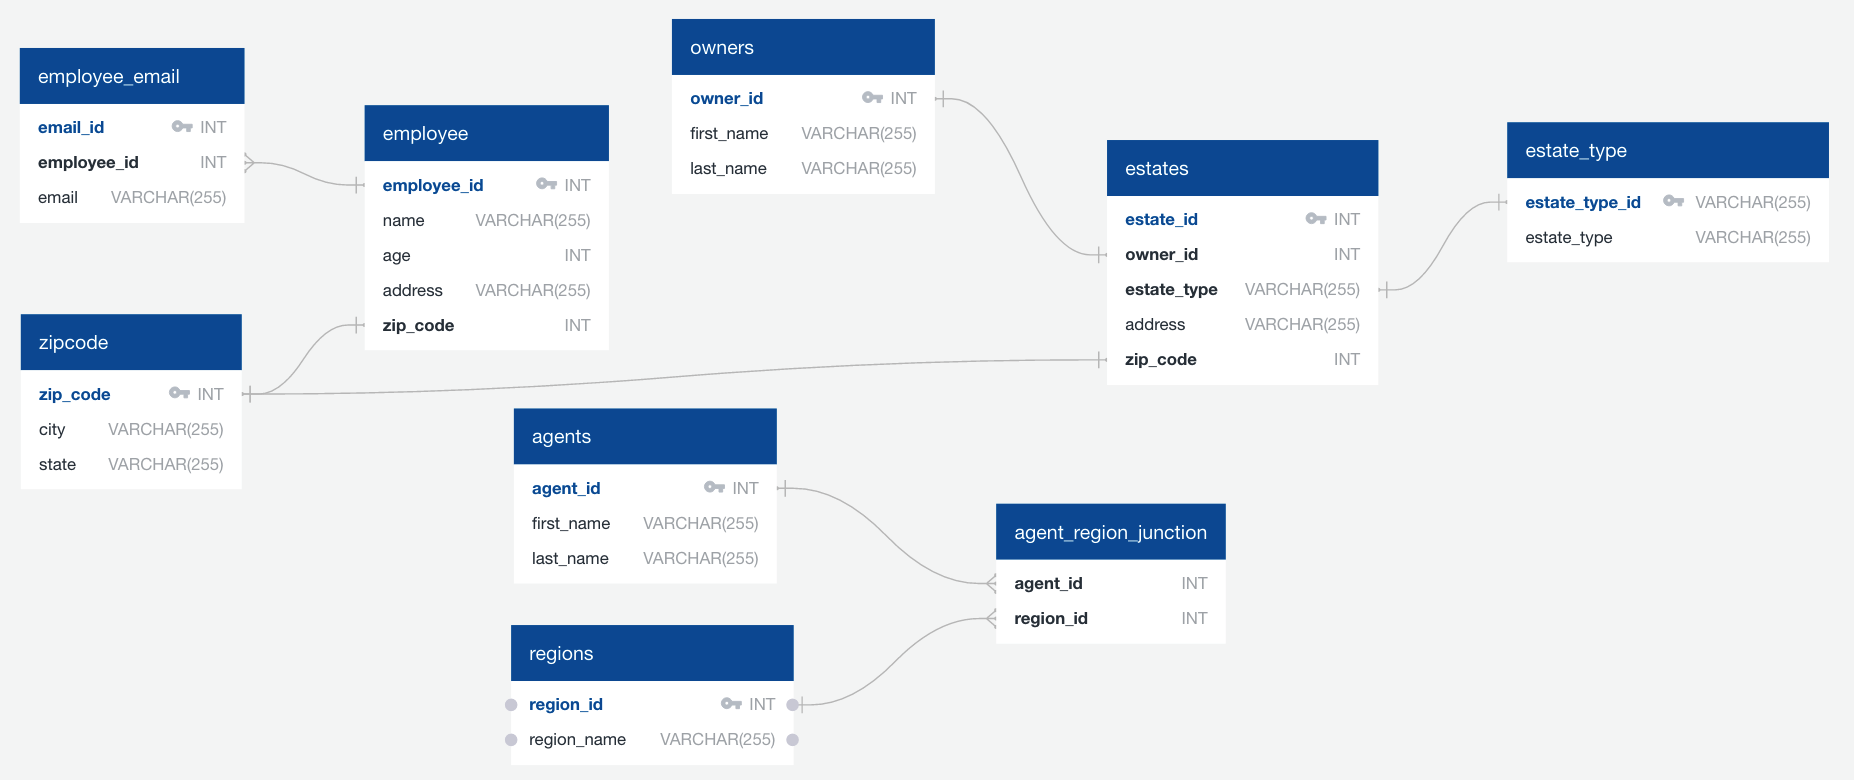 employee_email
email_id INT
employee_id INT
email VARCHAR(255)
employee
employee_id INT
name VARCHAR(255)
age INT
address VARCHAR(255)
zip_code INT
owners
owner_id INT
first_name VARCHAR(255)
last_name VARCHAR(255)
estates
estate_id INT
owner_id INT
estate_type VARCHAR(255)
address VARCHAR(255)
zip_code INT
estate_type
estate_type_id VARCHAR(255)
estate_type VARCHAR(255)
zipcode
zip_code INT
city VARCHAR(255)
state VARCHAR(255)
agents
agent_id INT
first_name VARCHAR(255)
last_name VARCHAR(255)
agent_region_junction
agent_id INT
region_id INT
regions
region_id INT
region_name VARCHAR(255)